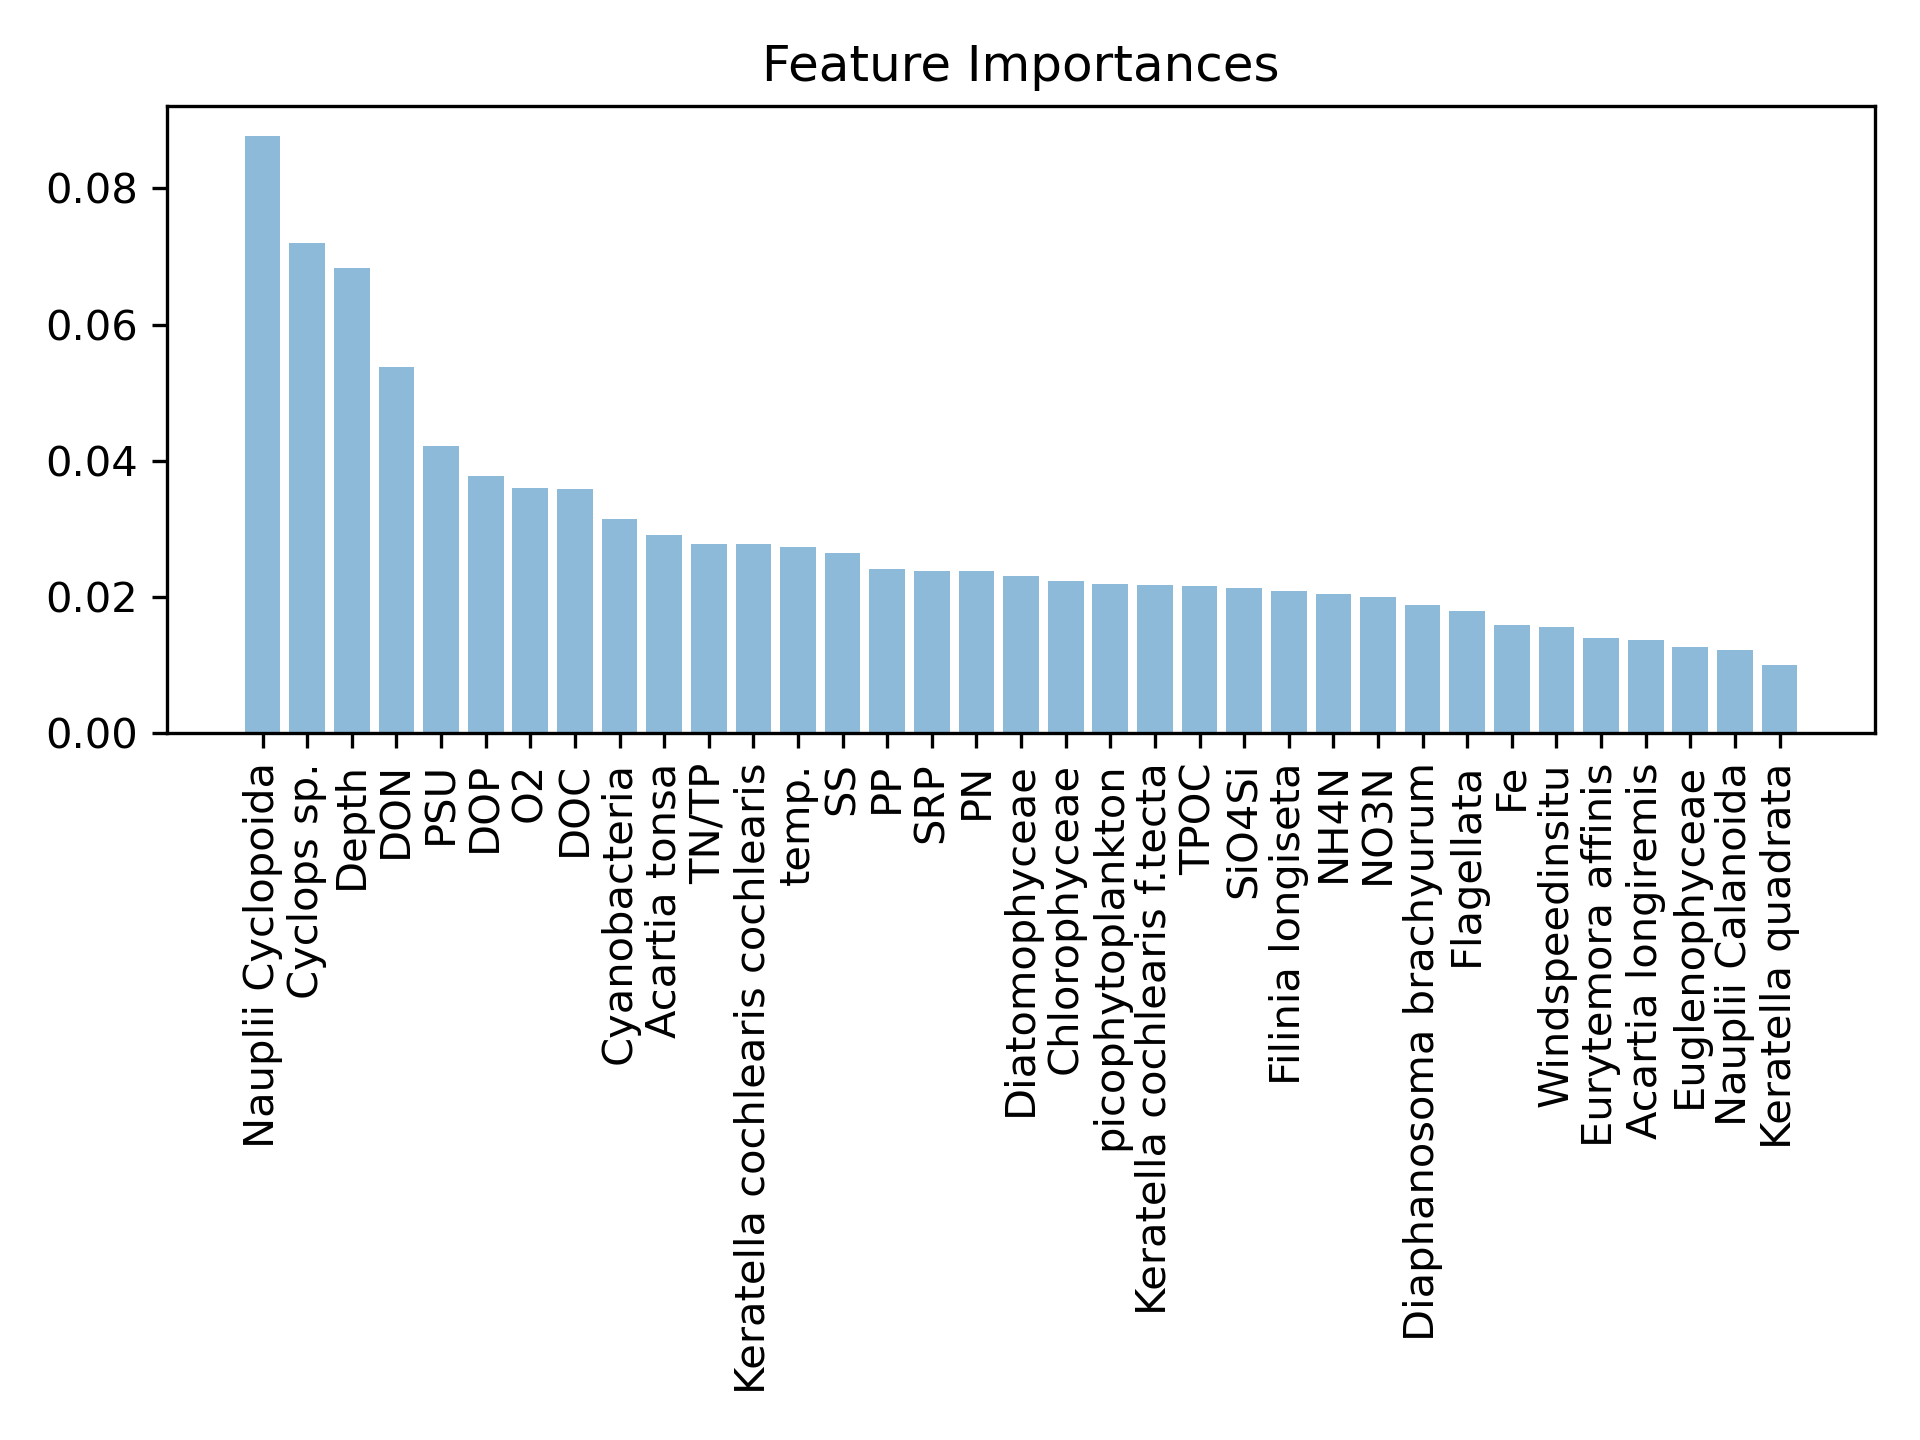 Feature Importances
0.08
0.06
0.04
0.02
0.00
Nauplii Cyclopoida
Cyclops sp.
Depth
DON
PSU
DOP
O2
DOC
Cyanobacteria
Acartia tonsa
TN/TP
Keratella cochlearis cochlearis
temp.
SS
PP
SRP
PN
Diatomophyceae
Chlorophyceae
picophytoplankton
Keratella cochlearis f.tecta
TPOC
SiO4Si
Filinia longiseta
NH4N
NO3N
Diaphanosoma brachyurum
Flagellata
Fe
Windspeedinsitu
Eurytemora affinis
Acartia longiremis
Euglenophyceae
Nauplii Calanoida
Keratella quadrata